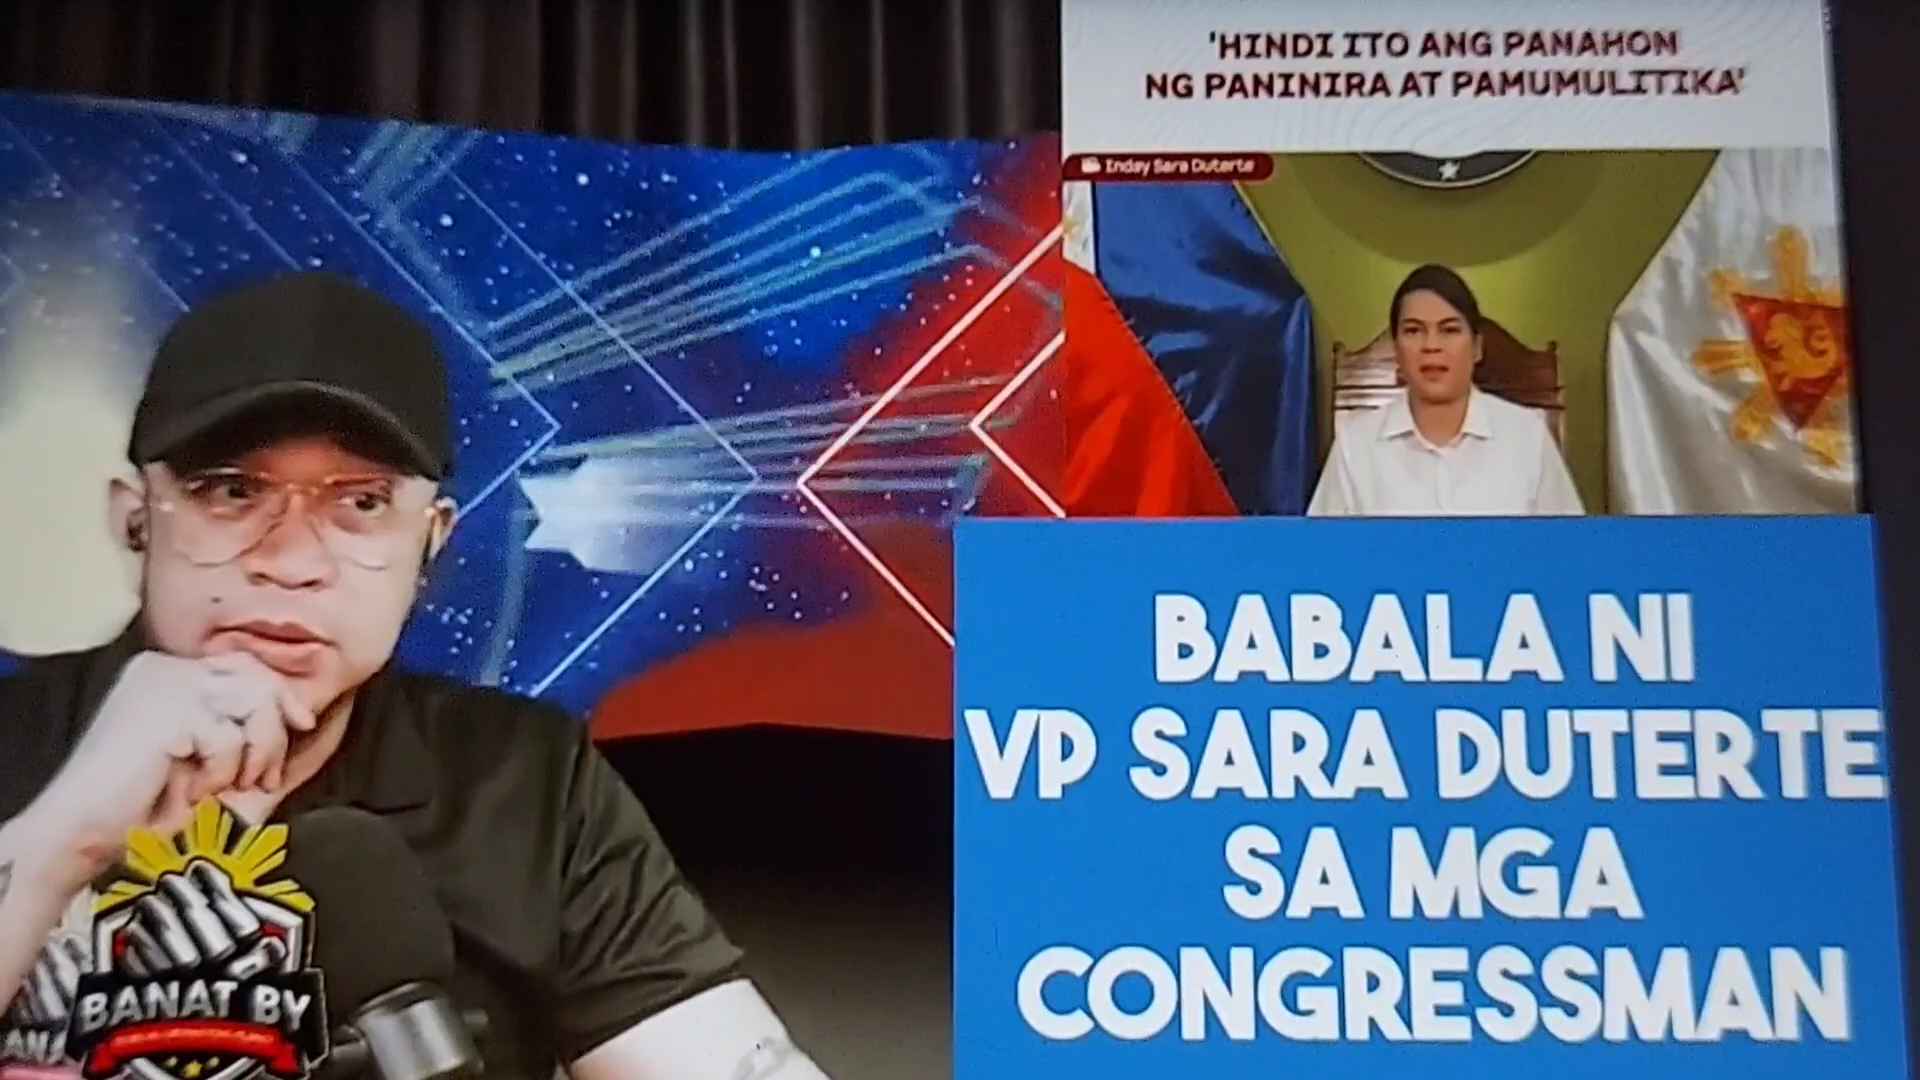 'HINDI ITO ANG PANAHON
NG PANINIRA AT PAMUMULITIKA'
Inday Sara Duterte
BABALA NI
VP SARA DUTERTE
SA MGA
CONGRESSMAN
BANAT BY